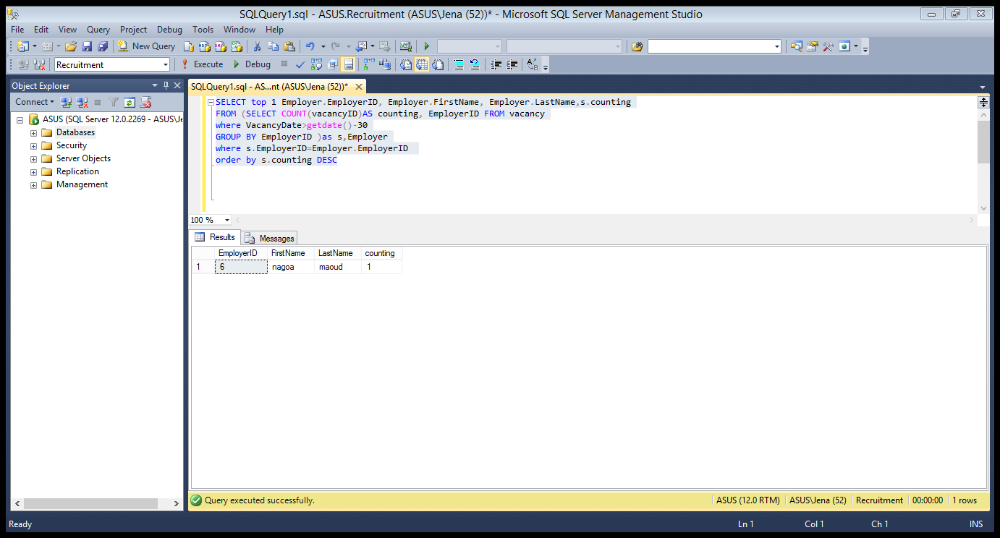 SQLQuery1.sql - ASUS.Recruitment (ASUS\Jena (52))* - Microsoft SQL Server Management Studio
File Edit View Query Project Debug Tools Window Help
New Query
Recruitment Execute Debug
Object Explorer
SQLQuery1.sql - AS...nt (ASUS\Jena (52))*
Connect
ASUS (SQL Server 12.0.2269 - ASUS\Je
Databases
Security
Server Objects
Replication
Management
SELECT top 1 Employer.EmployerID, Employer.FirstName, Employer.LastName,s.counting
FROM (SELECT COUNT(vacancyID)AS counting, EmployerID FROM vacancy
where VacancyDate>getdate()-30
GROUP BY EmployerID )as s,Employer
where s.EmployerID=Employer.EmployerID
order by s.counting DESC
100 %
Results Messages
EmployerID FirstName LastName counting
1 6 nagoa maoud 1
Query executed successfully. ASUS (12.0 RTM) ASUS\Jena (52) Recruitment 00:00:00 1 rows
Ready Ln 1 Col 1 Ch 1 INS